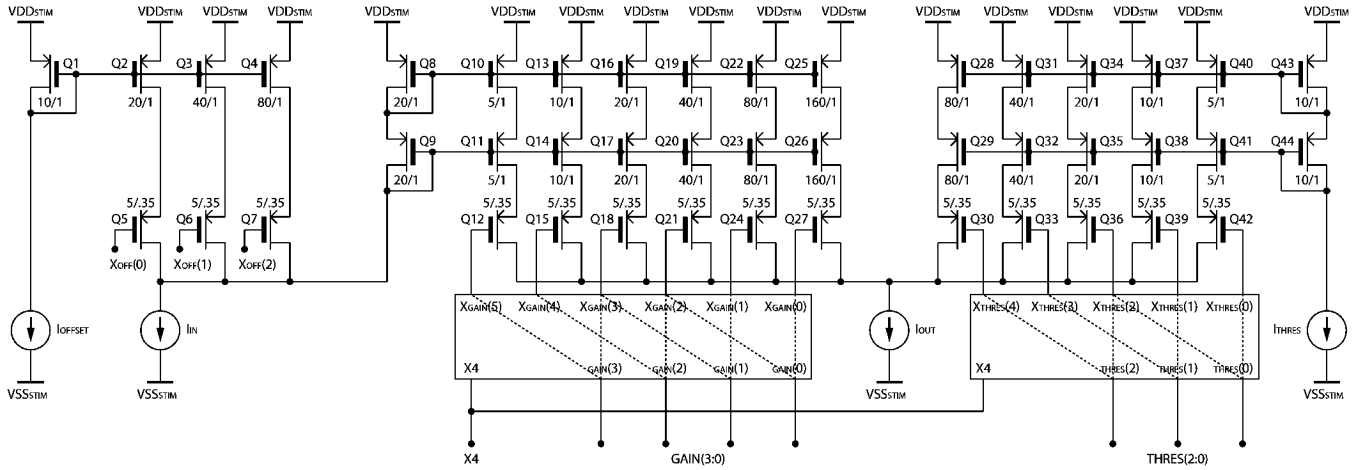 VDDSTIM VDDSTIM VDDSTIM VDDSTIM VDDSTIM VDDSTIM VDDSTIM VDDSTIM VDDSTIM VDDSTIM VDDSTIM VDDSTIM VDDSTIM VDDSTIM VDDSTIM VDDSTIM VDDSTIM
Q1 Q2 Q3 Q4 Q8 Q10 Q13 Q16 Q19 Q22 Q25 Q28 Q31 Q34 Q37 Q40 Q43
10/1 20/1 40/1 80/1 20/1 5/1 10/1 20/1 40/1 80/1 160/1 80/1 40/1 20/1 10/1 5/1 10/1
Q9 Q11 Q14 Q17 Q20 Q23 Q26 Q29 Q32 Q35 Q38 Q41 Q44
20/1 5/1 10/1 20/1 40/1 80/1 160/1 80/1 40/1 20/1 10/1 5/1 10/1
5/.35 5/.35 5/.35 5/.35 5/.35 5/.35 5/.35 5/.35 5/.35 5/.35 5/.35 5/.35 5/.35 5/.35
Q5 Q6 Q7 Q12 Q15 Q18 Q21 Q24 Q27 Q30 Q33 Q36 Q39 Q42
XOFF(0) XOFF(1) XOFF(2)
XGAIN(5) XGAIN(4) XGAIN(3) XGAIN(2) XGAIN(1) XGAIN(0) XTHRES(4) XTHRES(3) XTHRES(2) XTHRES(1) XTHRES(0)
IOFFSET IIN IOUT ITHRES
X4 GAIN(3) GAIN(2) GAIN(1) GAIN(0) X4 THRES(2) THRES(1) THRES(0)
VSSSTIM VSSSTIM VSSSTIM VSSSTIM
X4 GAIN(3:0) THRES(2:0)